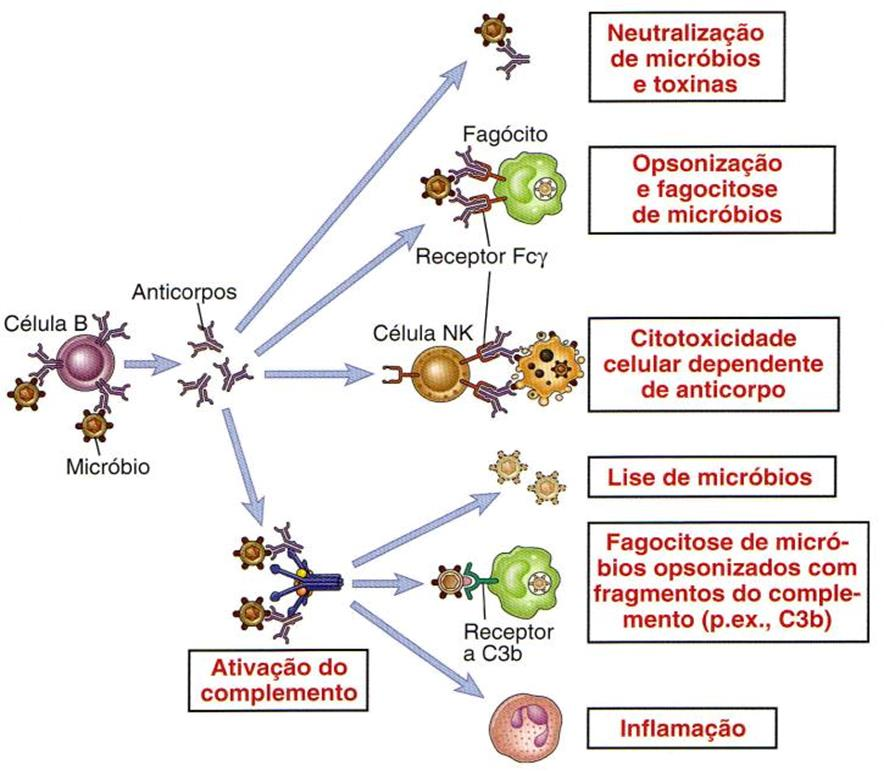 Neutralização
de micróbios
e toxinas
Fagócito
Opsonização
e fagocitose
de micróbios
Receptor Fcγ
Anticorpos
Célula B
Célula NK
Citotoxicidade
celular dependente
de anticorpo
Micróbio
Lise de micróbios
Fagocitose de micró-
bios opsonizados com
fragmentos do comple-
mento (p.ex., C3b)
Receptor
a C3b
Ativação do
complemento
Inflamação